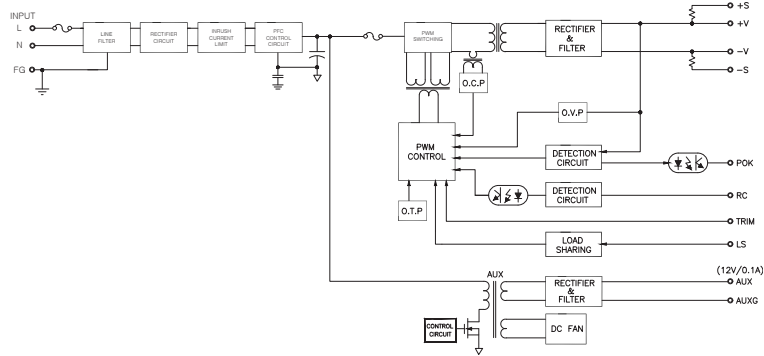 INPUT
L
N
FG
LINE
FILTER
RECTIFIER
CIRCUIT
INRUSH
CURRENT
LIMIT
PFC
CONTROL
CIRCUIT
PWM
SWITCHING
RECTIFIER
&
FILTER
+S
+V
-V
-S
O.C.P
O.V.P
PWM
CONTROL
DETECTION
CIRCUIT
POK
DETECTION
CIRCUIT
RC
O.T.P
TRIM
LOAD
SHARING
LS
AUX
RECTIFIER
&
FILTER
(12V/0.1A)
AUX
AUXG
CONTROL
CIRCUIT
DC FAN